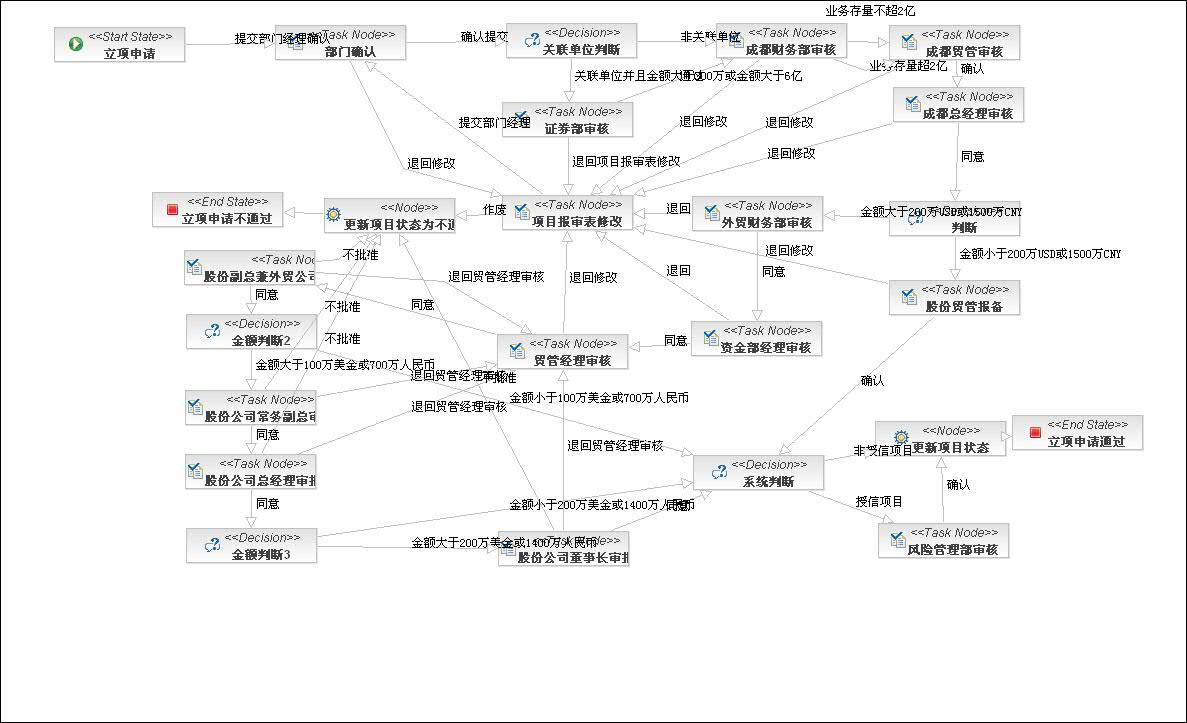 业务存量不超2亿
<<Start State>>
立项申请
提交部门经理确认
<<Task Node>>
部门确认
确认提交
<<Decision>>
关联单位判断
非关联单位
<<Task Node>>
成都财务部审核
<<Task Node>>
成都贸管审核
业务存量超2亿
确认
关联单位并且金额大于300万或金额大于6亿
<<Task Node>>
成都总经理审核
<<Task Node>>
证券部审核
提交部门经理
退回修改
退回修改
退回修改
同意
退回修改
退回项目报审表修改
<<End State>>
立项申请不通过
<<Node>>
更新项目状态为不通
作废
<<Task Node>>
项目报审表修改
退回
<<Task Node>>
外贸财务部审核
金额大于200万USD或1500万CNY
<<Decision>>
判断
金额小于200万USD或1500万CNY
不批准
<<Task Node>>
股份副总兼外贸公司
退回贸管经理审核
退回修改
退回
同意
退回修改
<<Task Node>>
股份贸管报备
同意
不批准
同意
<<Decision>>
金额判断2
不批准
<<Task Node>>
贸管经理审核
同意
<<Task Node>>
资金部经理审核
金额大于100万美金或700万人民币
退回贸管经理审核
不批准
确认
<<Task Node>>
股份公司常务副总审
退回贸管经理审核
金额小于100万美金或700万人民币
同意
退回贸管经理审核
<<Task Node>>
股份公司总经理审批
<<Decision>>
系统判断
非授信项目
<<Node>>
更新项目状态
<<End State>>
立项申请通过
确认
同意
金额小于200万美金或1400万人民币
同意
授信项目
<<Decision>>
金额判断3
金额大于200万美金或1400万人民币
<<Task Node>>
股份公司董事长审批
<<Task Node>>
风险管理部审核